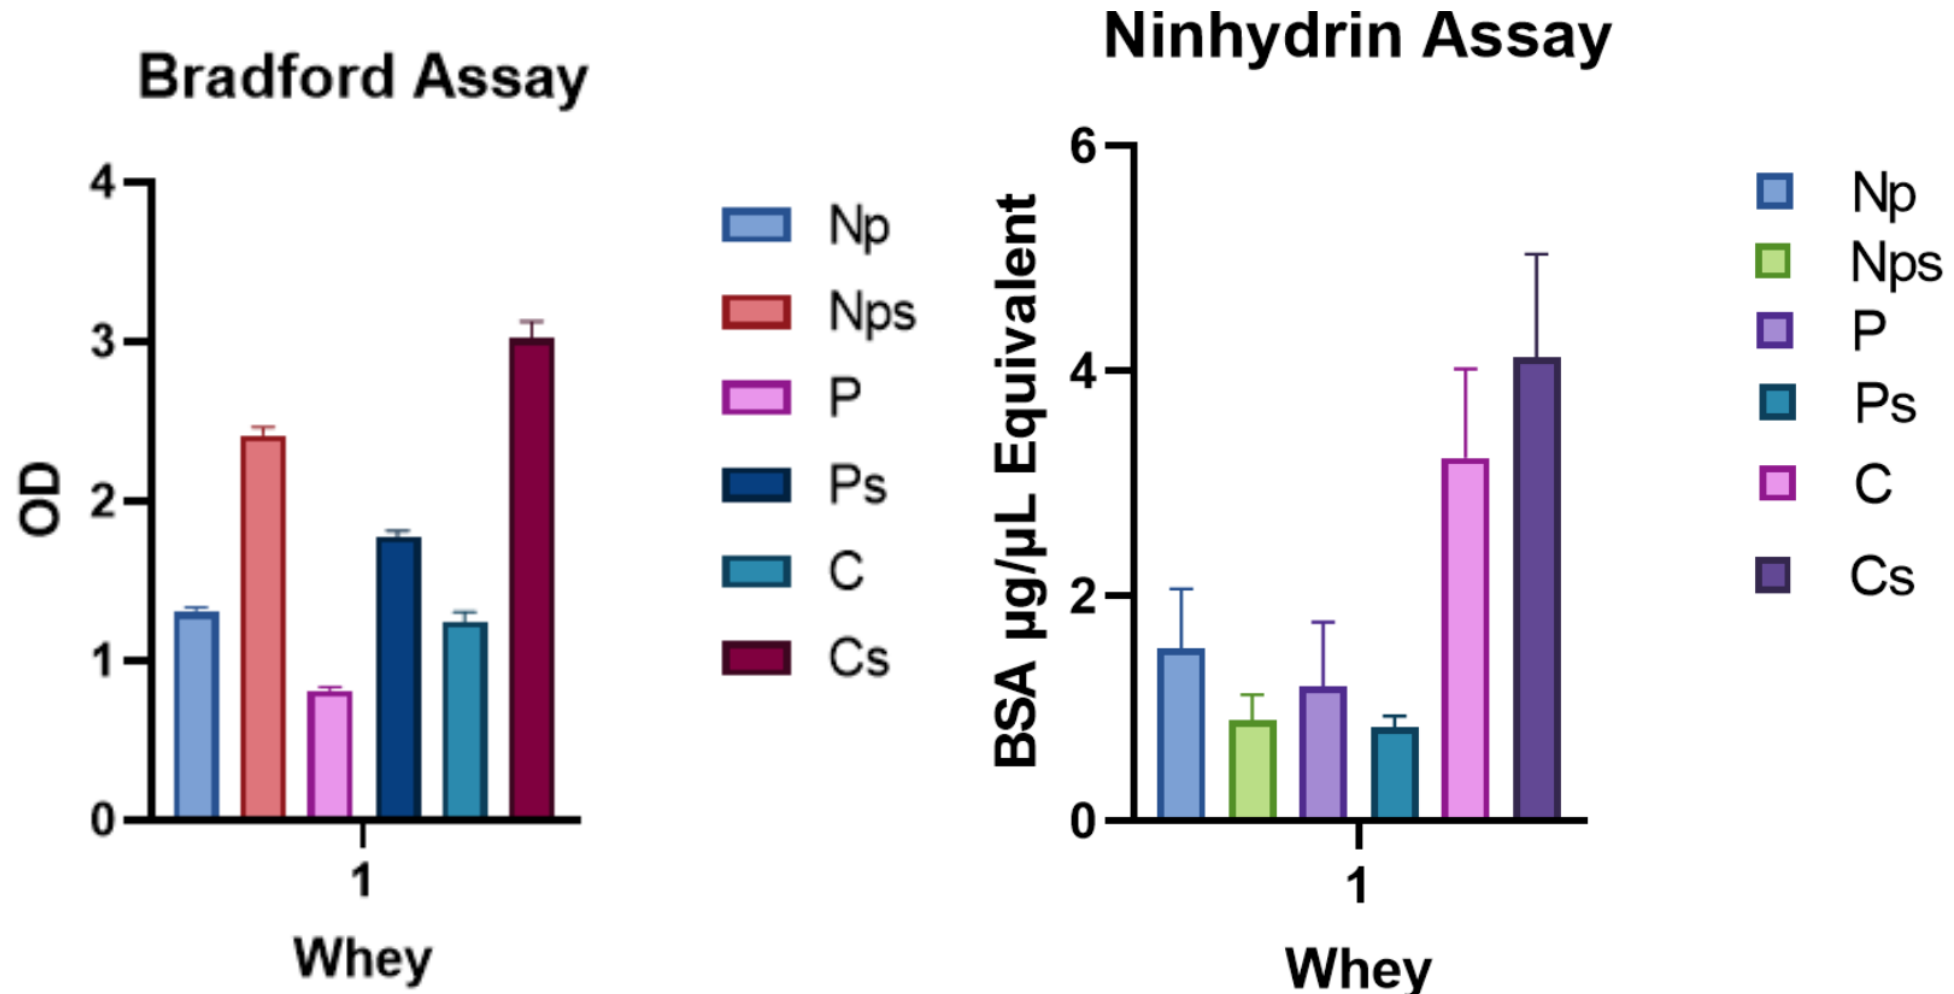 Bradford Assay
OD
4
3
2
1
0
1
Whey
Np
Nps
P
Ps
C
Cs
Ninhydrin Assay
BSA µg/µL Equivalent
6
4
2
0
1
Whey
Np
Nps
P
Ps
C
Cs